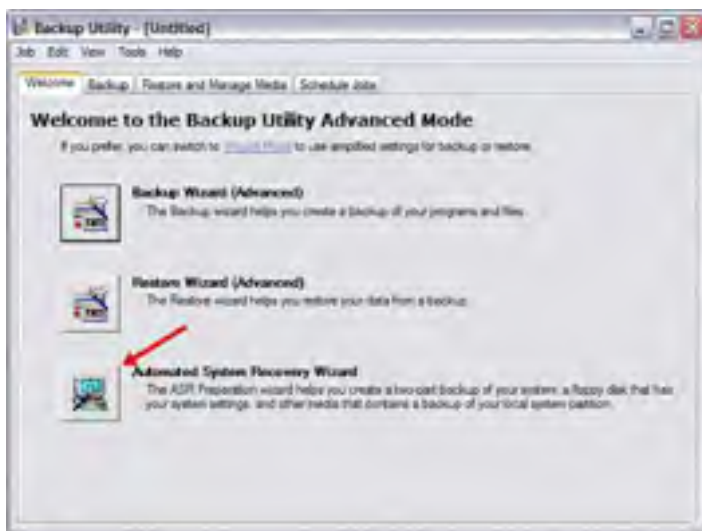 Backup Utility - [Untitled]
Job Edit View Tools Help
Welcome Backup Restore and Manage Media Schedule Jobs
Welcome to the Backup Utility Advanced Mode
If you prefer, you can switch to Wizard Mode to use simplified settings for backup or restore.
Backup Wizard (Advanced)
The Backup wizard helps you create a backup of your programs and files.
Restore Wizard (Advanced)
The Restore wizard helps you restore your data from a backup.
Automated System Recovery Wizard
The ASR Preparation wizard helps you create a two-part backup of your system: a floppy disk that has
your system settings, and other media that contains a backup of your local system partition.